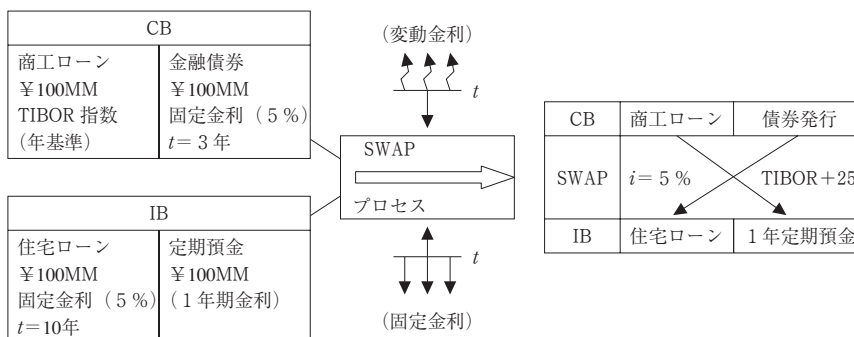 CB
商工ローン
￥100MM
TIBOR 指数
(年基準)
金融債券
￥100MM
固定金利（5％）
t＝3年
IB
住宅ローン
￥100MM
固定金利（5％）
t＝10年
定期預金
￥100MM
(1年期金利)
(変動金利)
t
SWAP
プロセス
t
(固定金利)
CB 商工ローン 債券発行
SWAP i＝5％ TIBOR＋25
IB 住宅ローン 1年定期預金